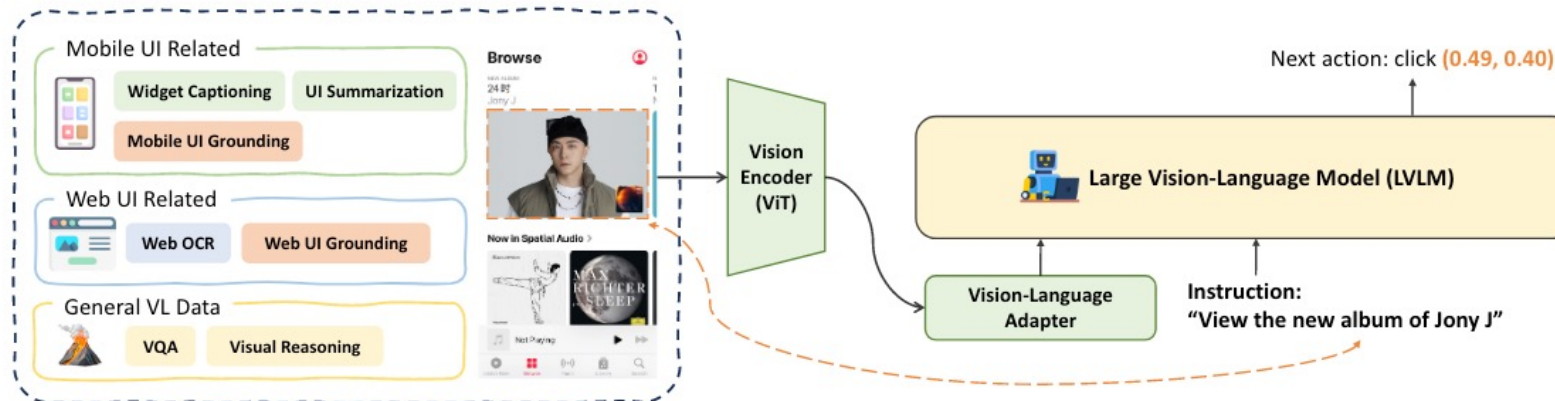 Mobile UI Related
Widget Captioning
UI Summarization
Mobile UI Grounding
Web UI Related
Web OCR
Web UI Grounding
General VL Data
VQA
Visual Reasoning
Browse
NEW ALBUM
24时
Jony J
Now in Spatial Audio >
MAX
RICHTER
SLEEP
Not Playing
Browse
Search
Vision
Encoder
(ViT)
Vision-Language
Adapter
Next action: click (0.49, 0.40)
Large Vision-Language Model (LVLM)
Instruction:
“View the new album of Jony J”